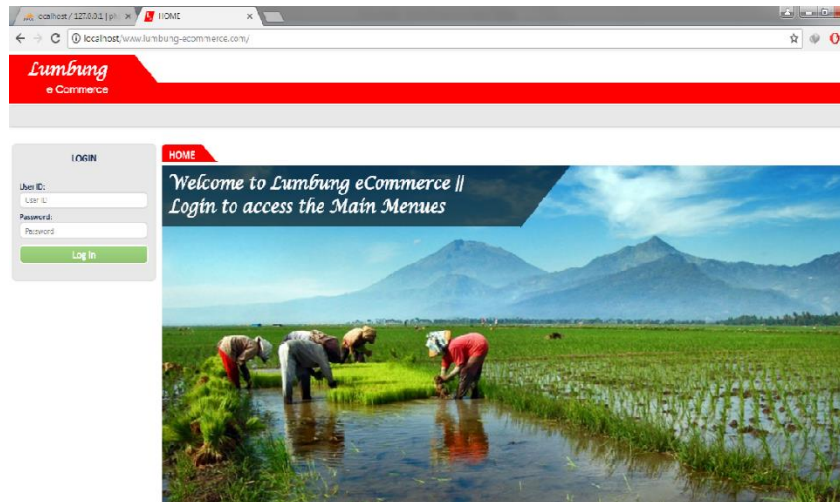 localhost / 127.0.0.1 | ph
HOME
localhost/www.lumbung-ecommerce.com/
Lumbung
e Commerce
LOGIN
User ID:
User ID
Password:
Password
Log In
HOME
Welcome to Lumbung eCommerce ||
Login to access the Main Menues